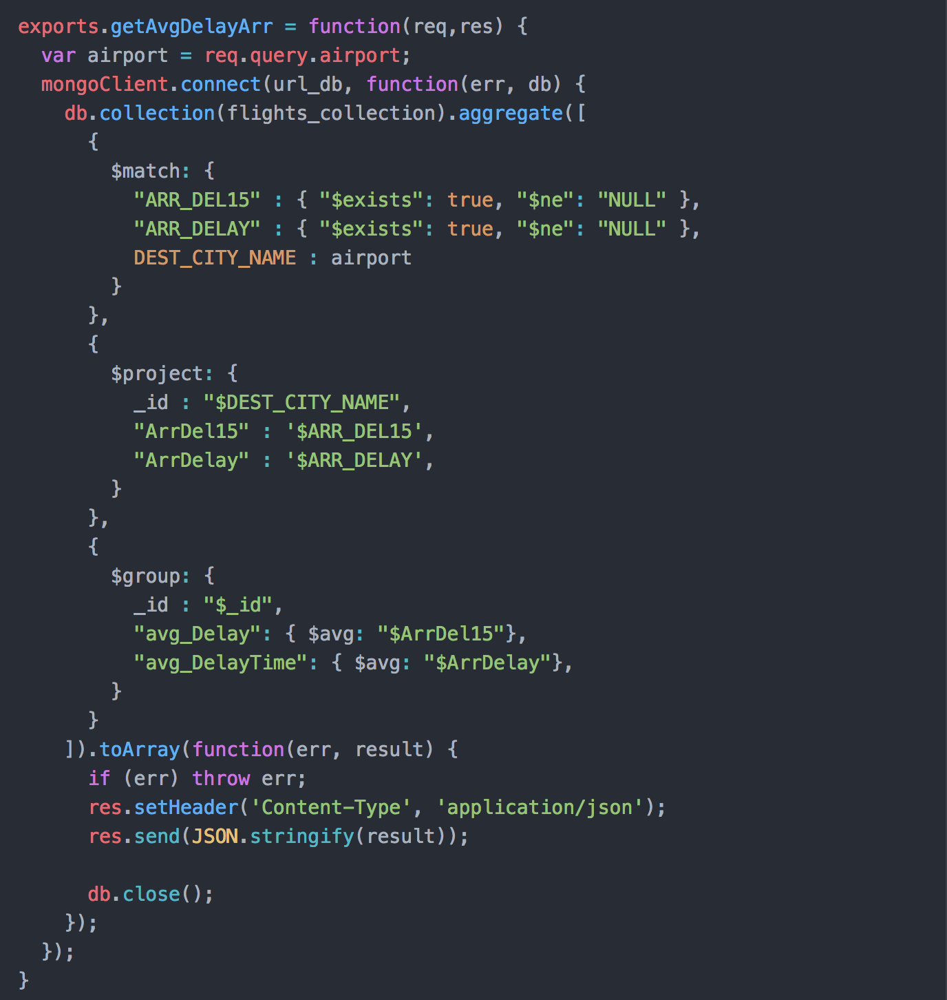 exports.getAvgDelayArr = function(req,res) {
  var airport = req.query.airport;
  mongoClient.connect(url_db, function(err, db) {
    db.collection(flights_collection).aggregate([
      {
        $match: {
          "ARR_DEL15" : { "$exists": true, "$ne": "NULL" },
          "ARR_DELAY" : { "$exists": true, "$ne": "NULL" },
          DEST_CITY_NAME : airport
        }
      },
      {
        $project: {
          _id : "$DEST_CITY_NAME",
          "ArrDel15" : '$ARR_DEL15',
          "ArrDelay" : '$ARR_DELAY',
        }
      },
      {
        $group: {
          _id : "$_id",
          "avg_Delay": { $avg: "$ArrDel15"},
          "avg_DelayTime": { $avg: "$ArrDelay"},
        }
      }
    ]).toArray(function(err, result) {
      if (err) throw err;
      res.setHeader('Content-Type', 'application/json');
      res.send(JSON.stringify(result));

      db.close();
    });
  });
}